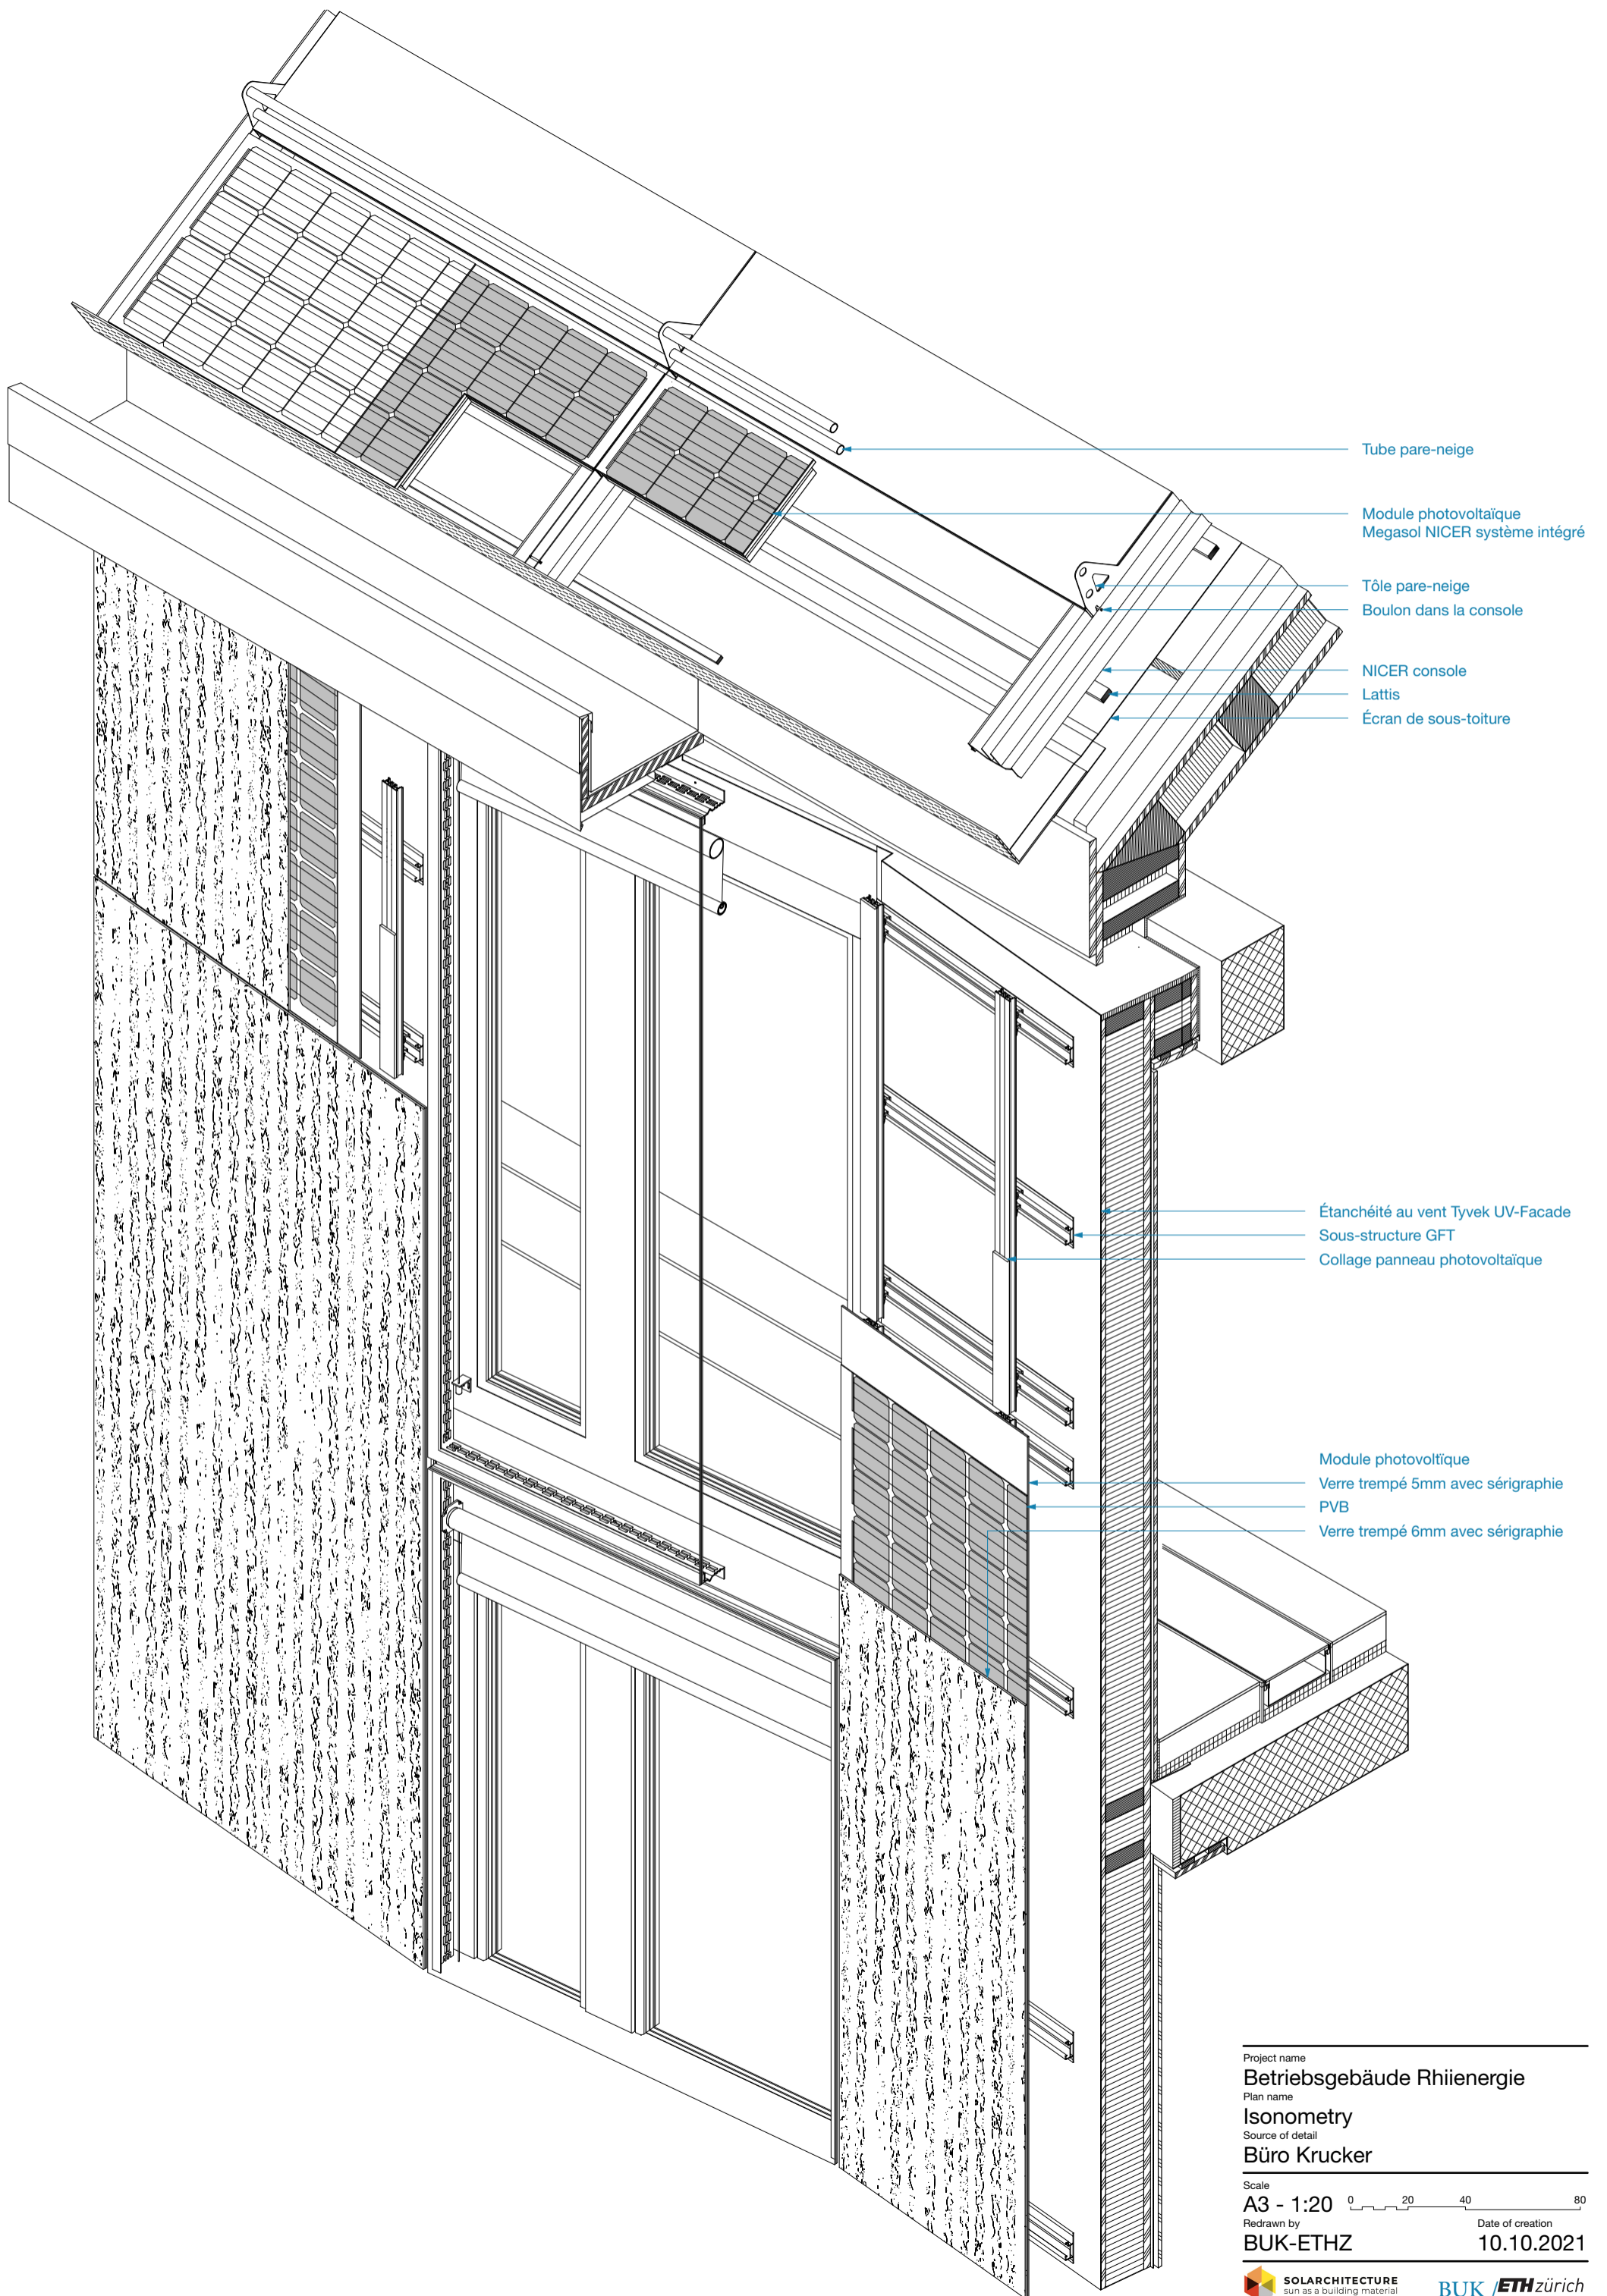 Tube pare-neige
Module photovoltaïque
Megasol NICER système intégré
Tôle pare-neige
Boulon dans la console
NICER console
Lattis
Écran de sous-toiture
Étanchéité au vent Tyvek UV-Facade
Sous-structure GFT
Collage panneau photovoltaïque
Module photovoltïque
Verre trempé 5mm avec sérigraphie
PVB
Verre trempé 6mm avec sérigraphie
Project name
Betriebsgebäude Rhiienergie
Plan name
Isonometry
Source of detail
Büro Krucker
Scale
A3 - 1:20 0 20 40 80
Redrawn by Date of creation
BUK-ETHZ 10.10.2021
SOLARCHITECTURE
sun as a building material
BUK / ETH zürich